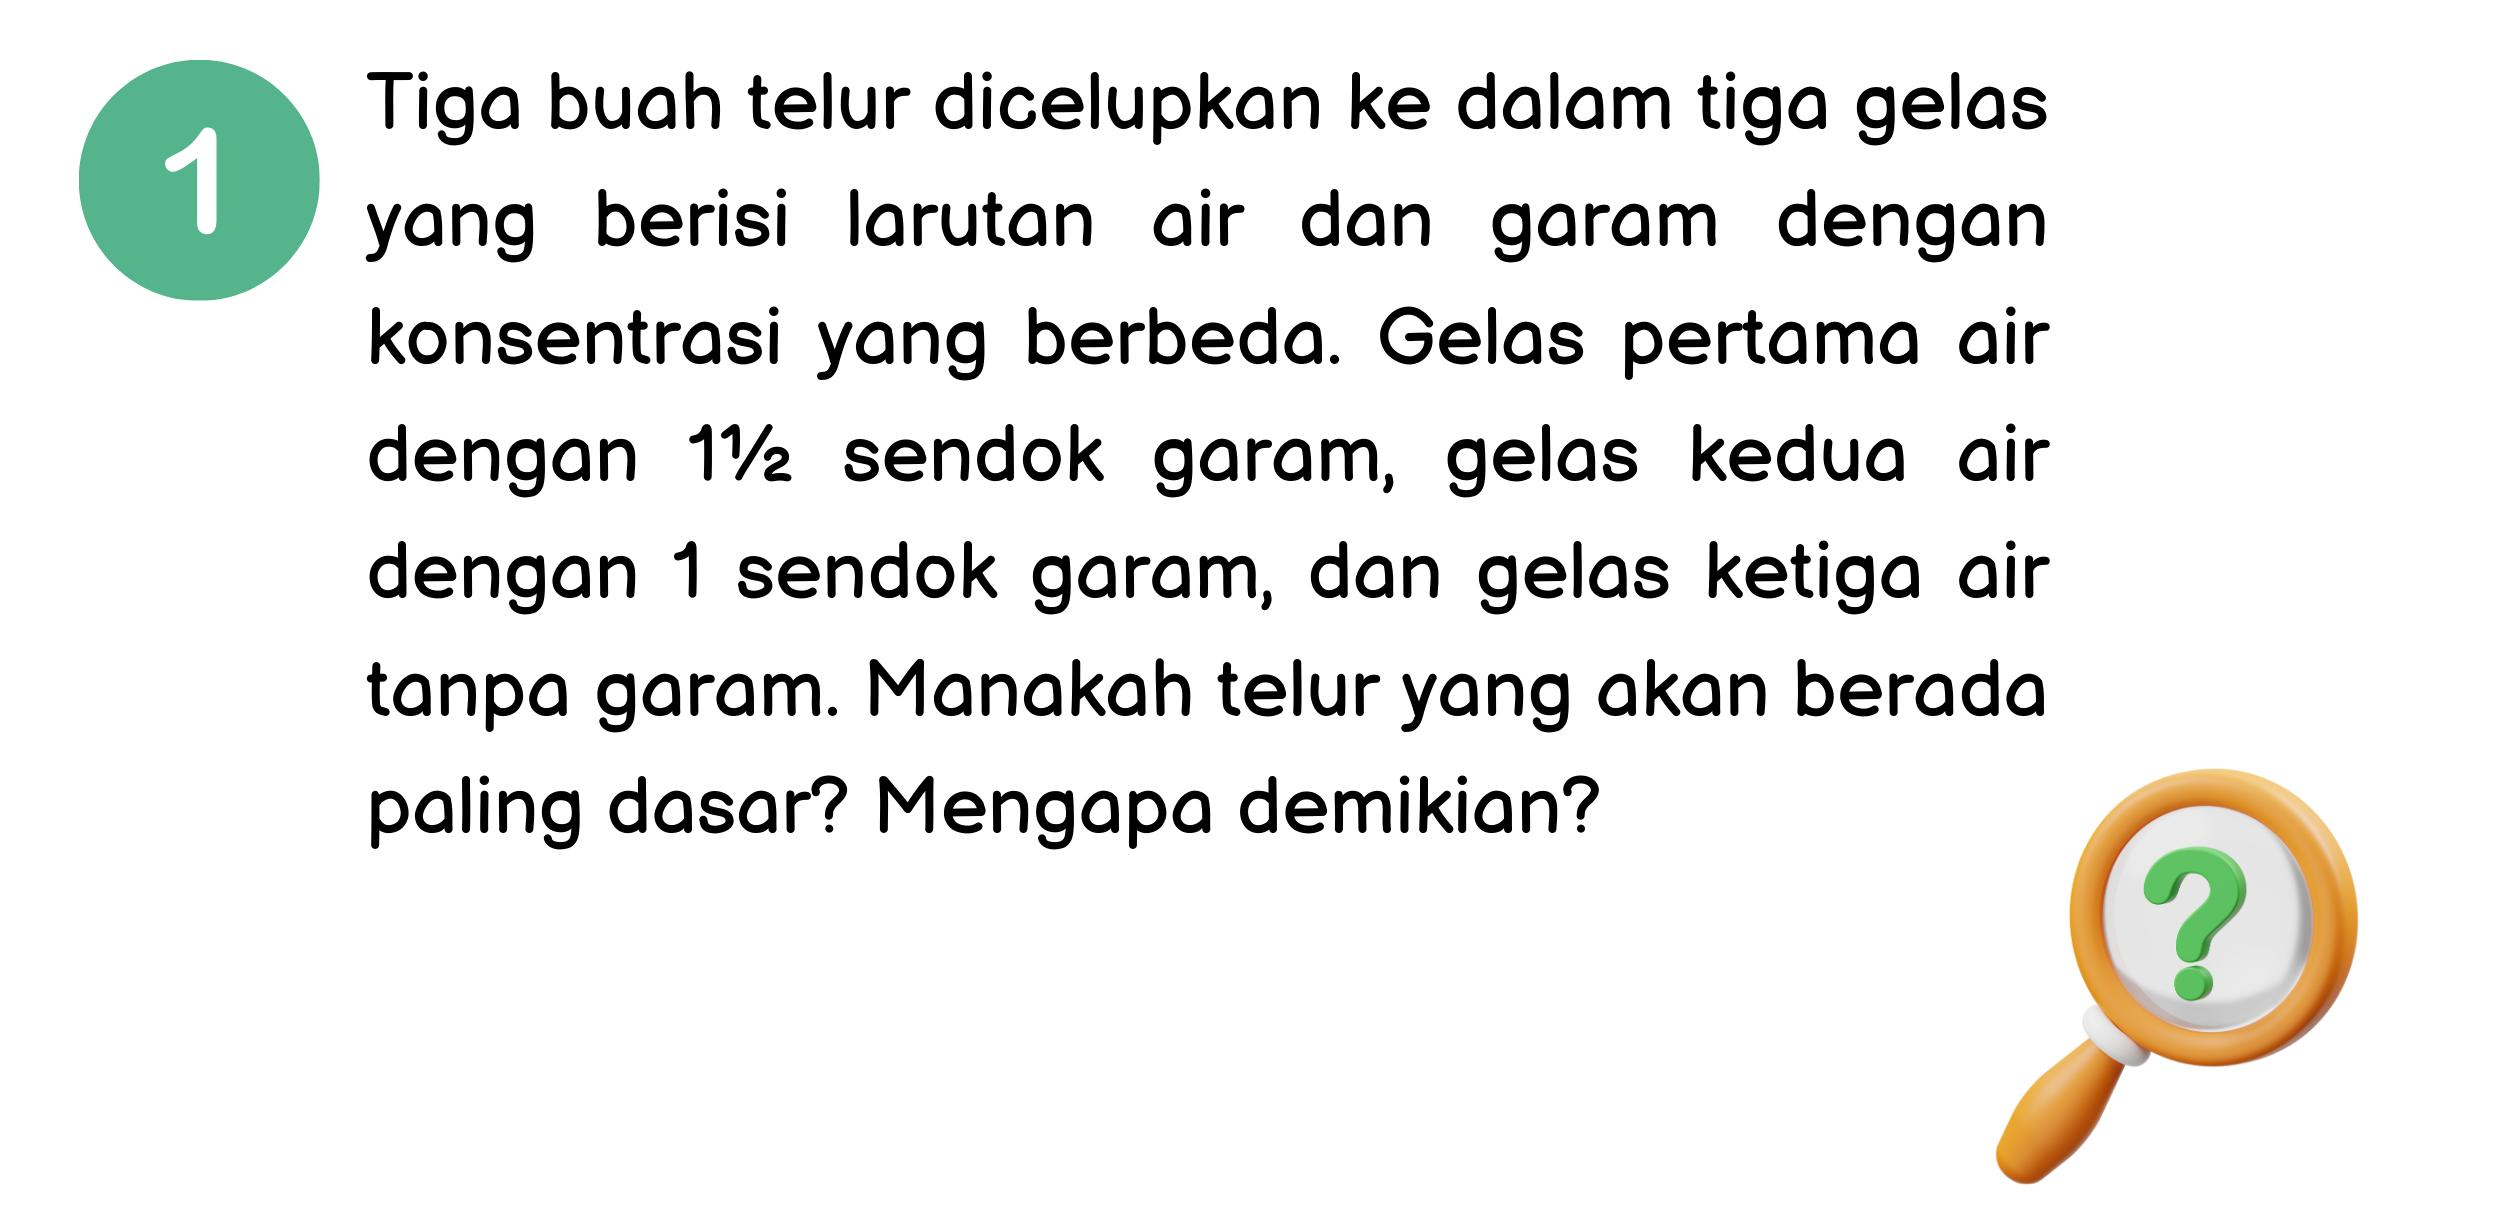 1
Tiga buah telur dicelupkan ke dalam tiga gelas
yang berisi larutan air dan garam dengan
konsentrasi yang berbeda. Gelas pertama air
dengan 1½ sendok garam, gelas kedua air
dengan 1 sendok garam, dan gelas ketiga air
tanpa garam. Manakah telur yang akan berada
paling dasar? Mengapa demikian?
?